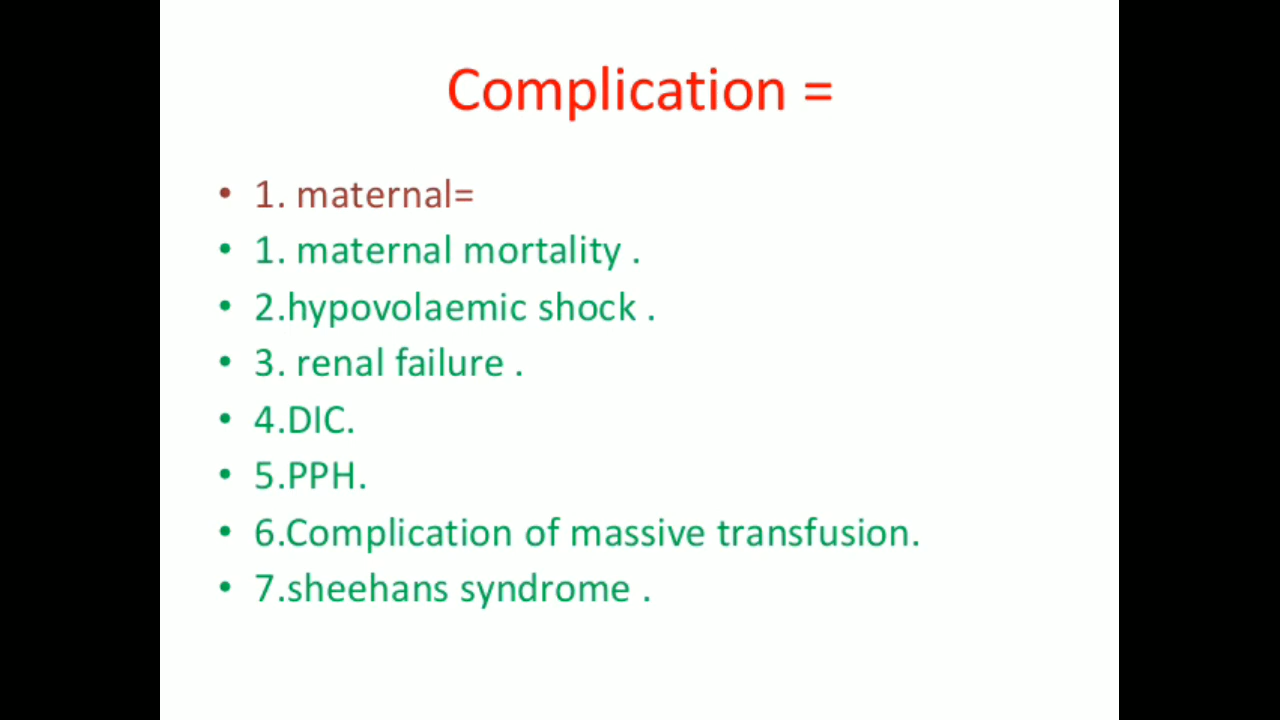 Complication =
• 1. maternal=
• 1. maternal mortality .
• 2.hypovolaemic shock .
• 3. renal failure .
• 4.DIC.
• 5.PPH.
• 6.Complication of massive transfusion.
• 7.sheehans syndrome .